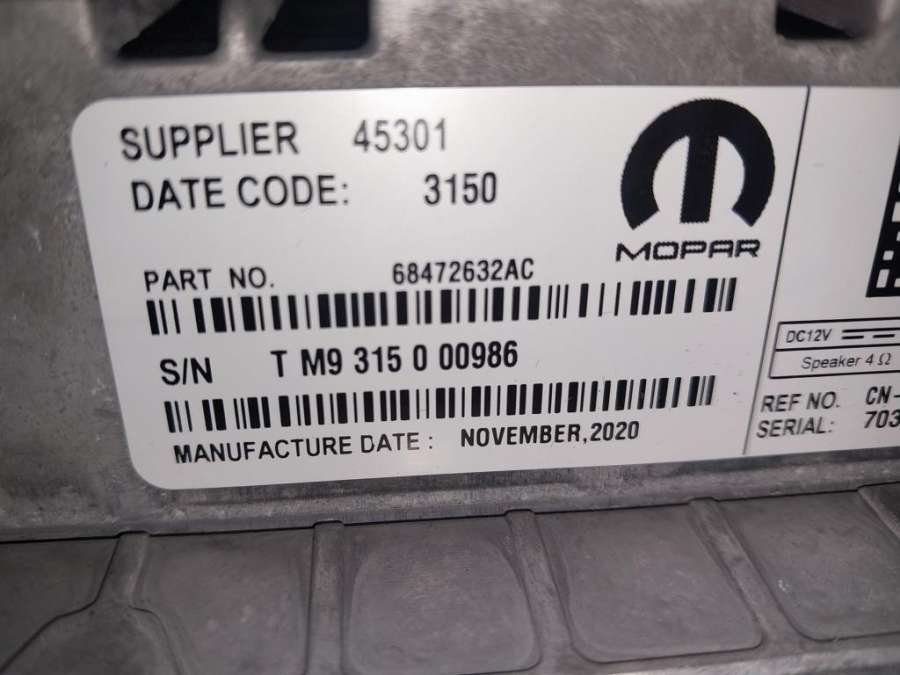 SUPPLIER 45301
DATE CODE: 3150
MOPAR
PART NO. 68472632AC
S/N T M9 315 0 00986
MANUFACTURE DATE : NOVEMBER,2020
DC12V
Speaker 4 Ω
REF NO. CN-
SERIAL: 703